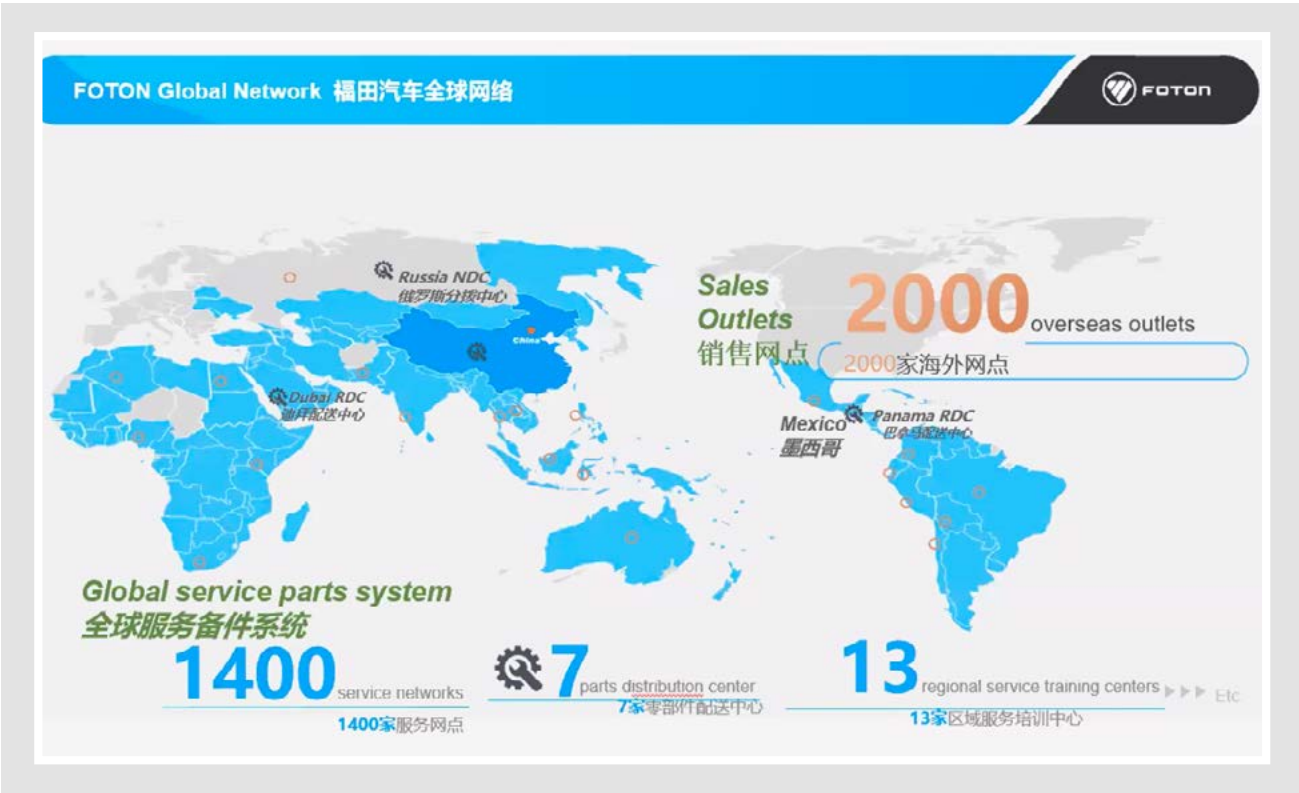 FOTON Global Network 福田汽车全球网络
FOTON
Russia NDC
俄罗斯分拨中心
China
Dubai RDC
迪拜配送中心
Sales
Outlets
销售网点
2000 overseas outlets
2000家海外网点
Mexico
墨西哥
Panama RDC
巴拿马配送中心
Global service parts system
全球服务备件系统
1400 service networks
1400家服务网点
7 parts distribution center
7家零部件配送中心
13 regional service training centers
Etc
13家区域服务培训中心